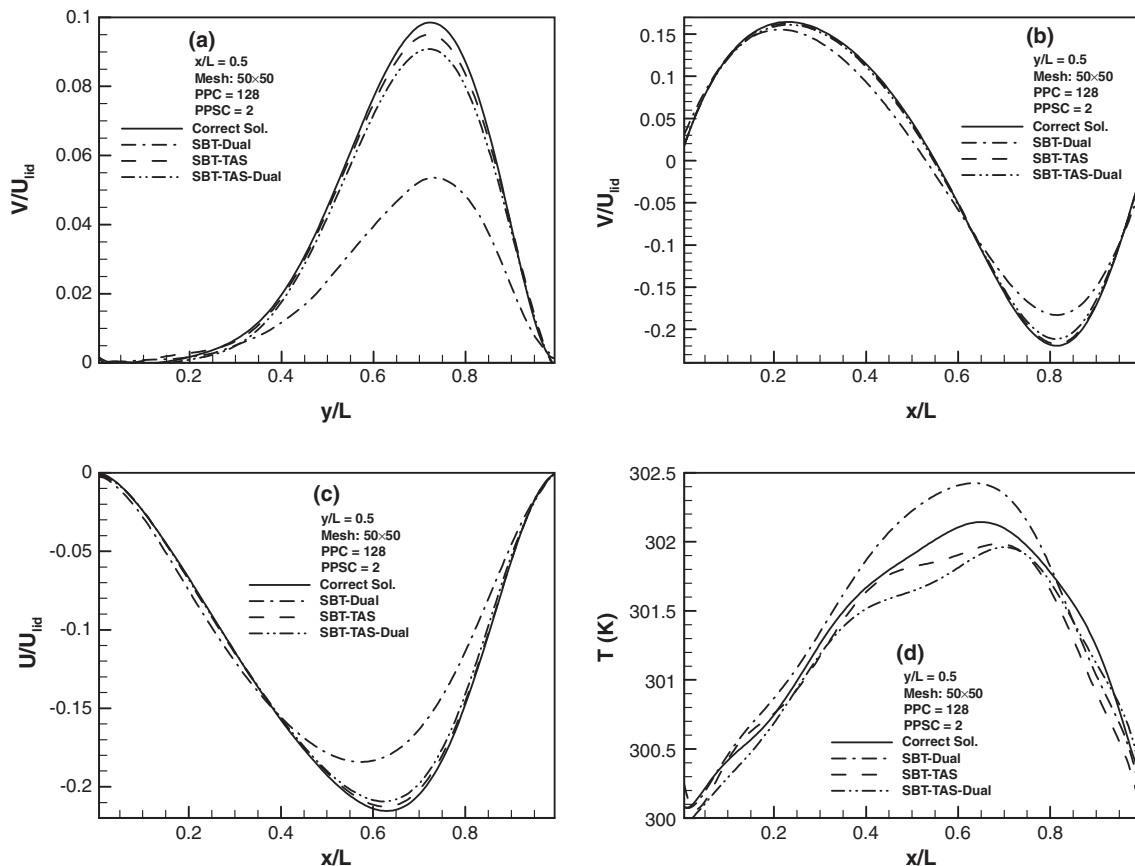 (a)
x/L = 0.5
Mesh: 50×50
PPC = 128
PPSC = 2
Correct Sol.
SBT-Dual
SBT-TAS
SBT-TAS-Dual
V/U_lid
0.1
0.08
0.06
0.04
0.02
0
0.2 0.4 0.6 0.8
y/L
(b)
y/L = 0.5
Mesh: 50×50
PPC = 128
PPSC = 2
Correct Sol.
SBT-Dual
SBT-TAS
SBT-TAS-Dual
V/U_lid
0.15
0.1
0.05
0
-0.05
-0.1
-0.15
-0.2
0.2 0.4 0.6 0.8
x/L
(c)
y/L = 0.5
Mesh: 50×50
PPC = 128
PPSC = 2
Correct Sol.
SBT-Dual
SBT-TAS
SBT-TAS-Dual
U/U_lid
0
-0.05
-0.1
-0.15
-0.2
0.2 0.4 0.6 0.8
x/L
(d)
y/L = 0.5
Mesh: 50×50
PPC = 128
PPSC = 2
Correct Sol.
SBT-Dual
SBT-TAS
SBT-TAS-Dual
T (K)
302.5
302
301.5
301
300.5
300
0.2 0.4 0.6 0.8
x/L